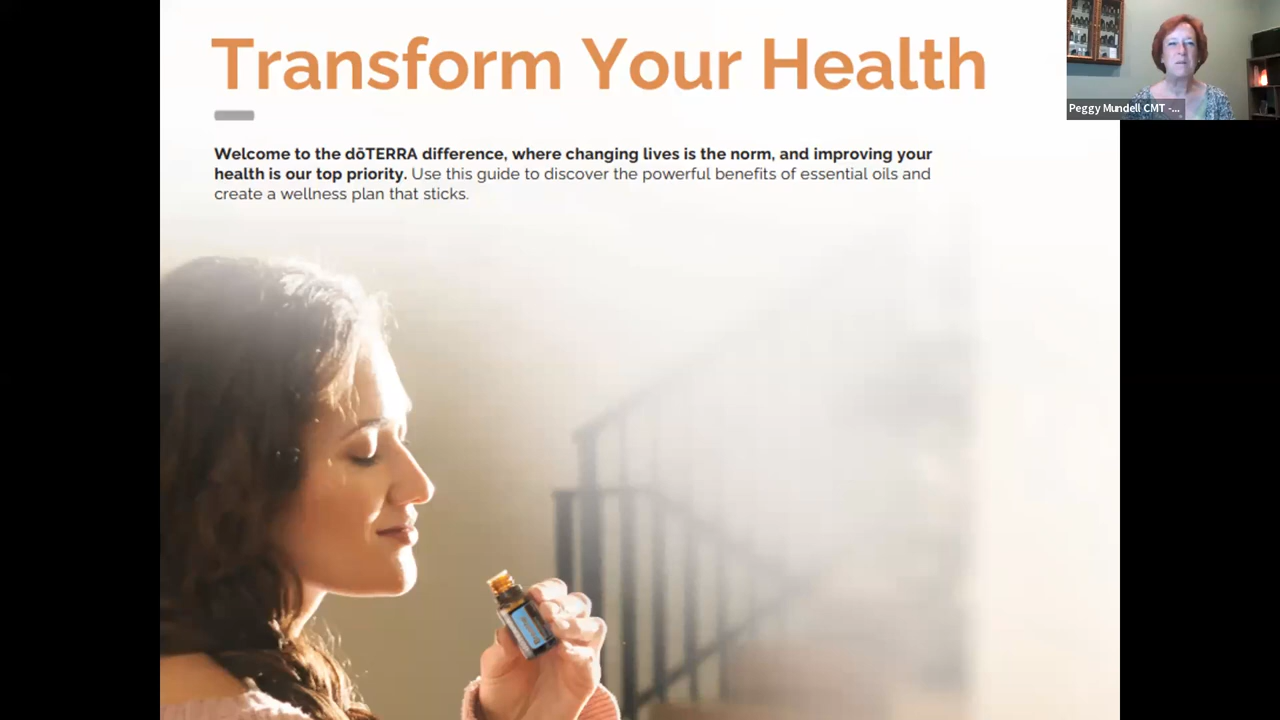 Transform Your Health
Welcome to the dōTERRA difference, where changing lives is the norm, and improving your
health is our top priority. Use this guide to discover the powerful benefits of essential oils and
create a wellness plan that sticks.
Peggy Mundell CMT -...